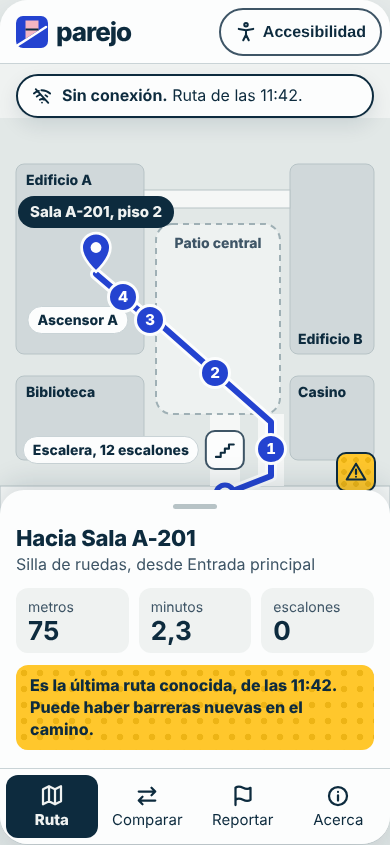 parejo
Accesibilidad
Sin conexión. Ruta de las 11:42.
Edificio A
Sala A-201, piso 2
Patio central
4
3
Ascensor A
Edificio B
2
Biblioteca
Casino
Escalera, 12 escalones
1
Hacia Sala A-201
Silla de ruedas, desde Entrada principal
metros
75
minutos
2,3
escalones
0
Es la última ruta conocida, de las 11:42.
Puede haber barreras nuevas en el
camino.
Ruta
Comparar
Reportar
Acerca